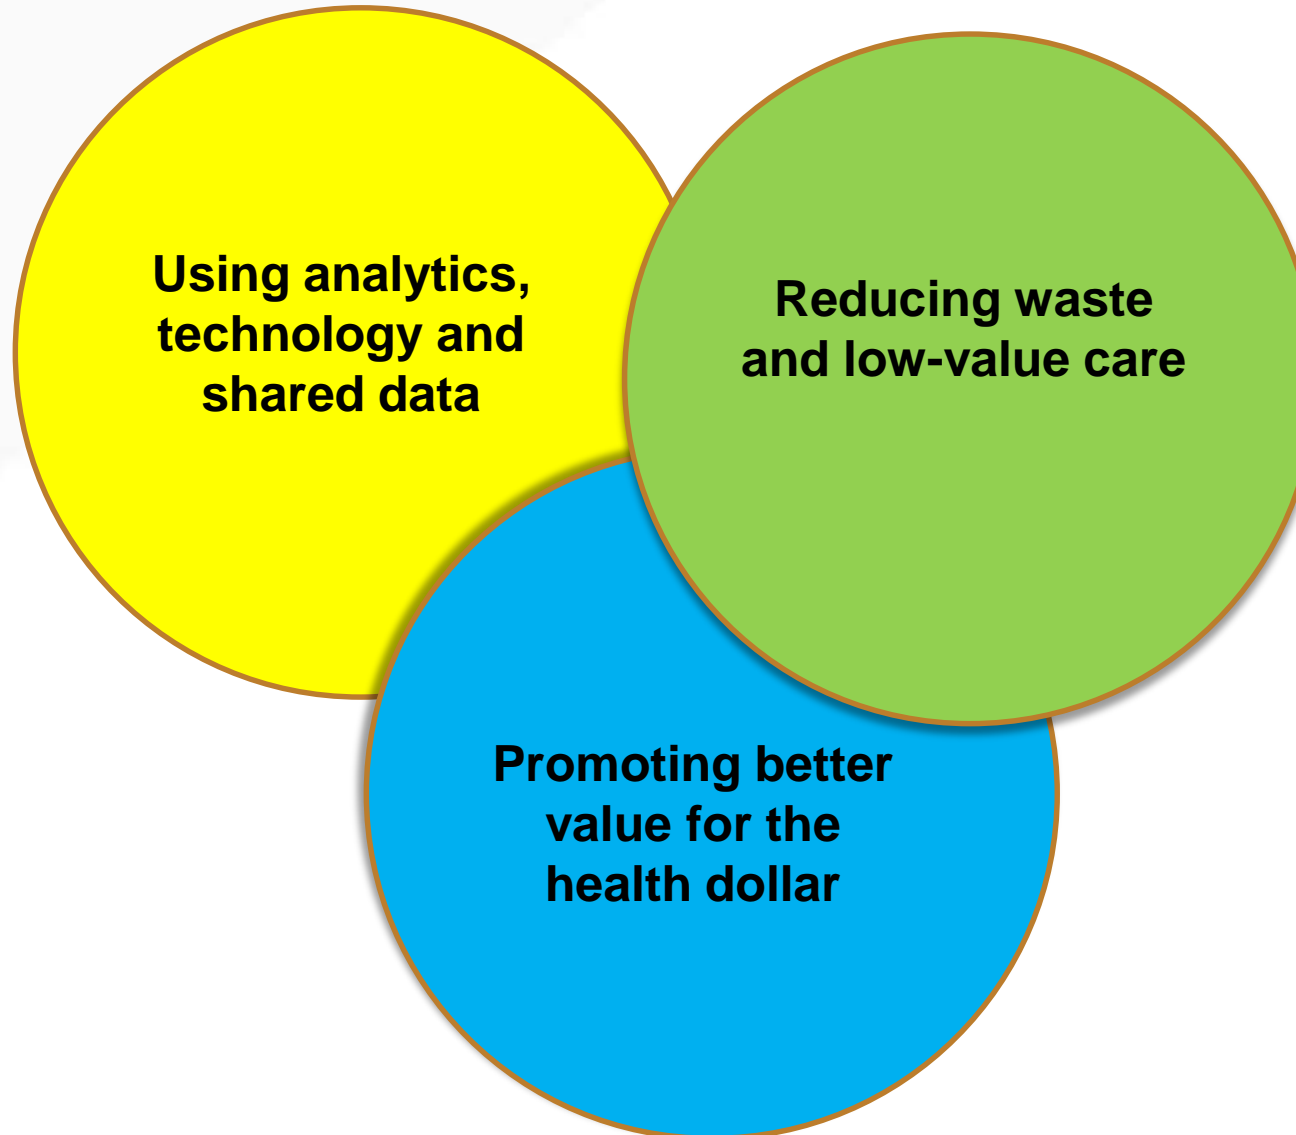 Using analytics,
technology and
shared data
Reducing waste
and low-value care
Promoting better
value for the
health dollar